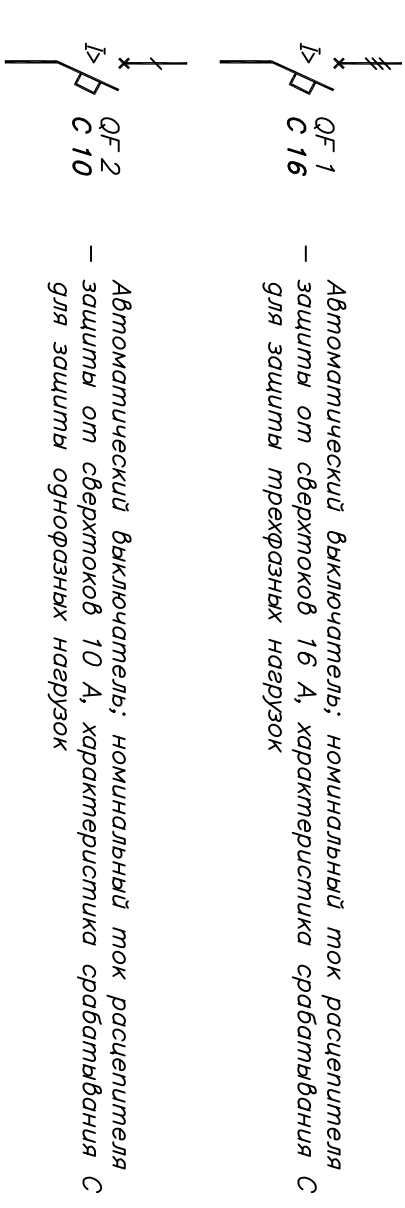 I>
QF 1
C 16
Автоматический выключатель; номинальный ток расцепителя
– защиты от сверхтоков 16 А, характеристика срабатывания С
для защиты трехфазных нагрузок
I>
QF 2
C 10
Автоматический выключатель; номинальный ток расцепителя
– защиты от сверхтоков 10 А, характеристика срабатывания С
для защиты однофазных нагрузок